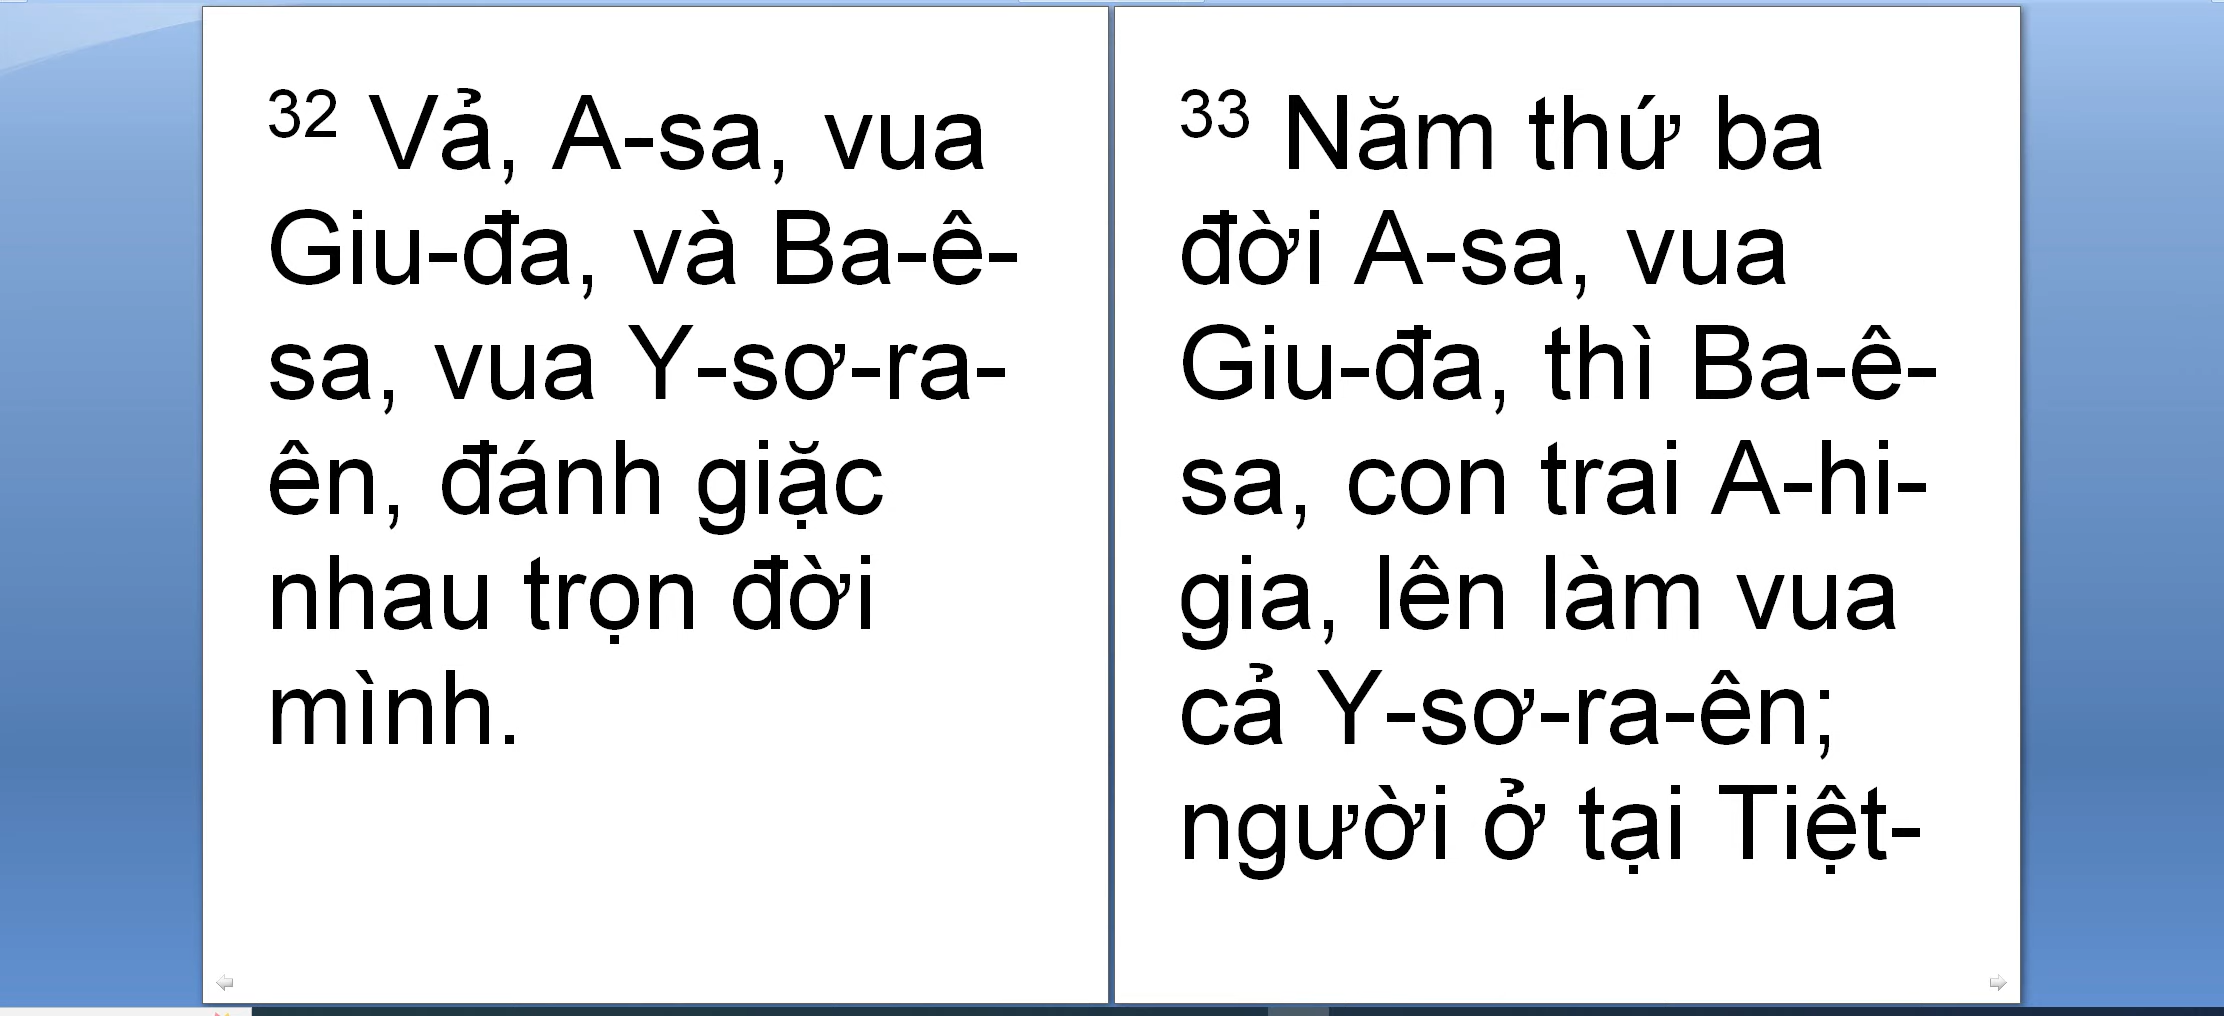 32 Vả, A-sa, vua
Giu-đa, và Ba-ê-
sa, vua Y-sơ-ra-
ên, đánh giặc
nhau trọn đời
mình.
33 Năm thứ ba
đời A-sa, vua
Giu-đa, thì Ba-ê-
sa, con trai A-hi-
gia, lên làm vua
cả Y-sơ-ra-ên;
người ở tại Tiệt-